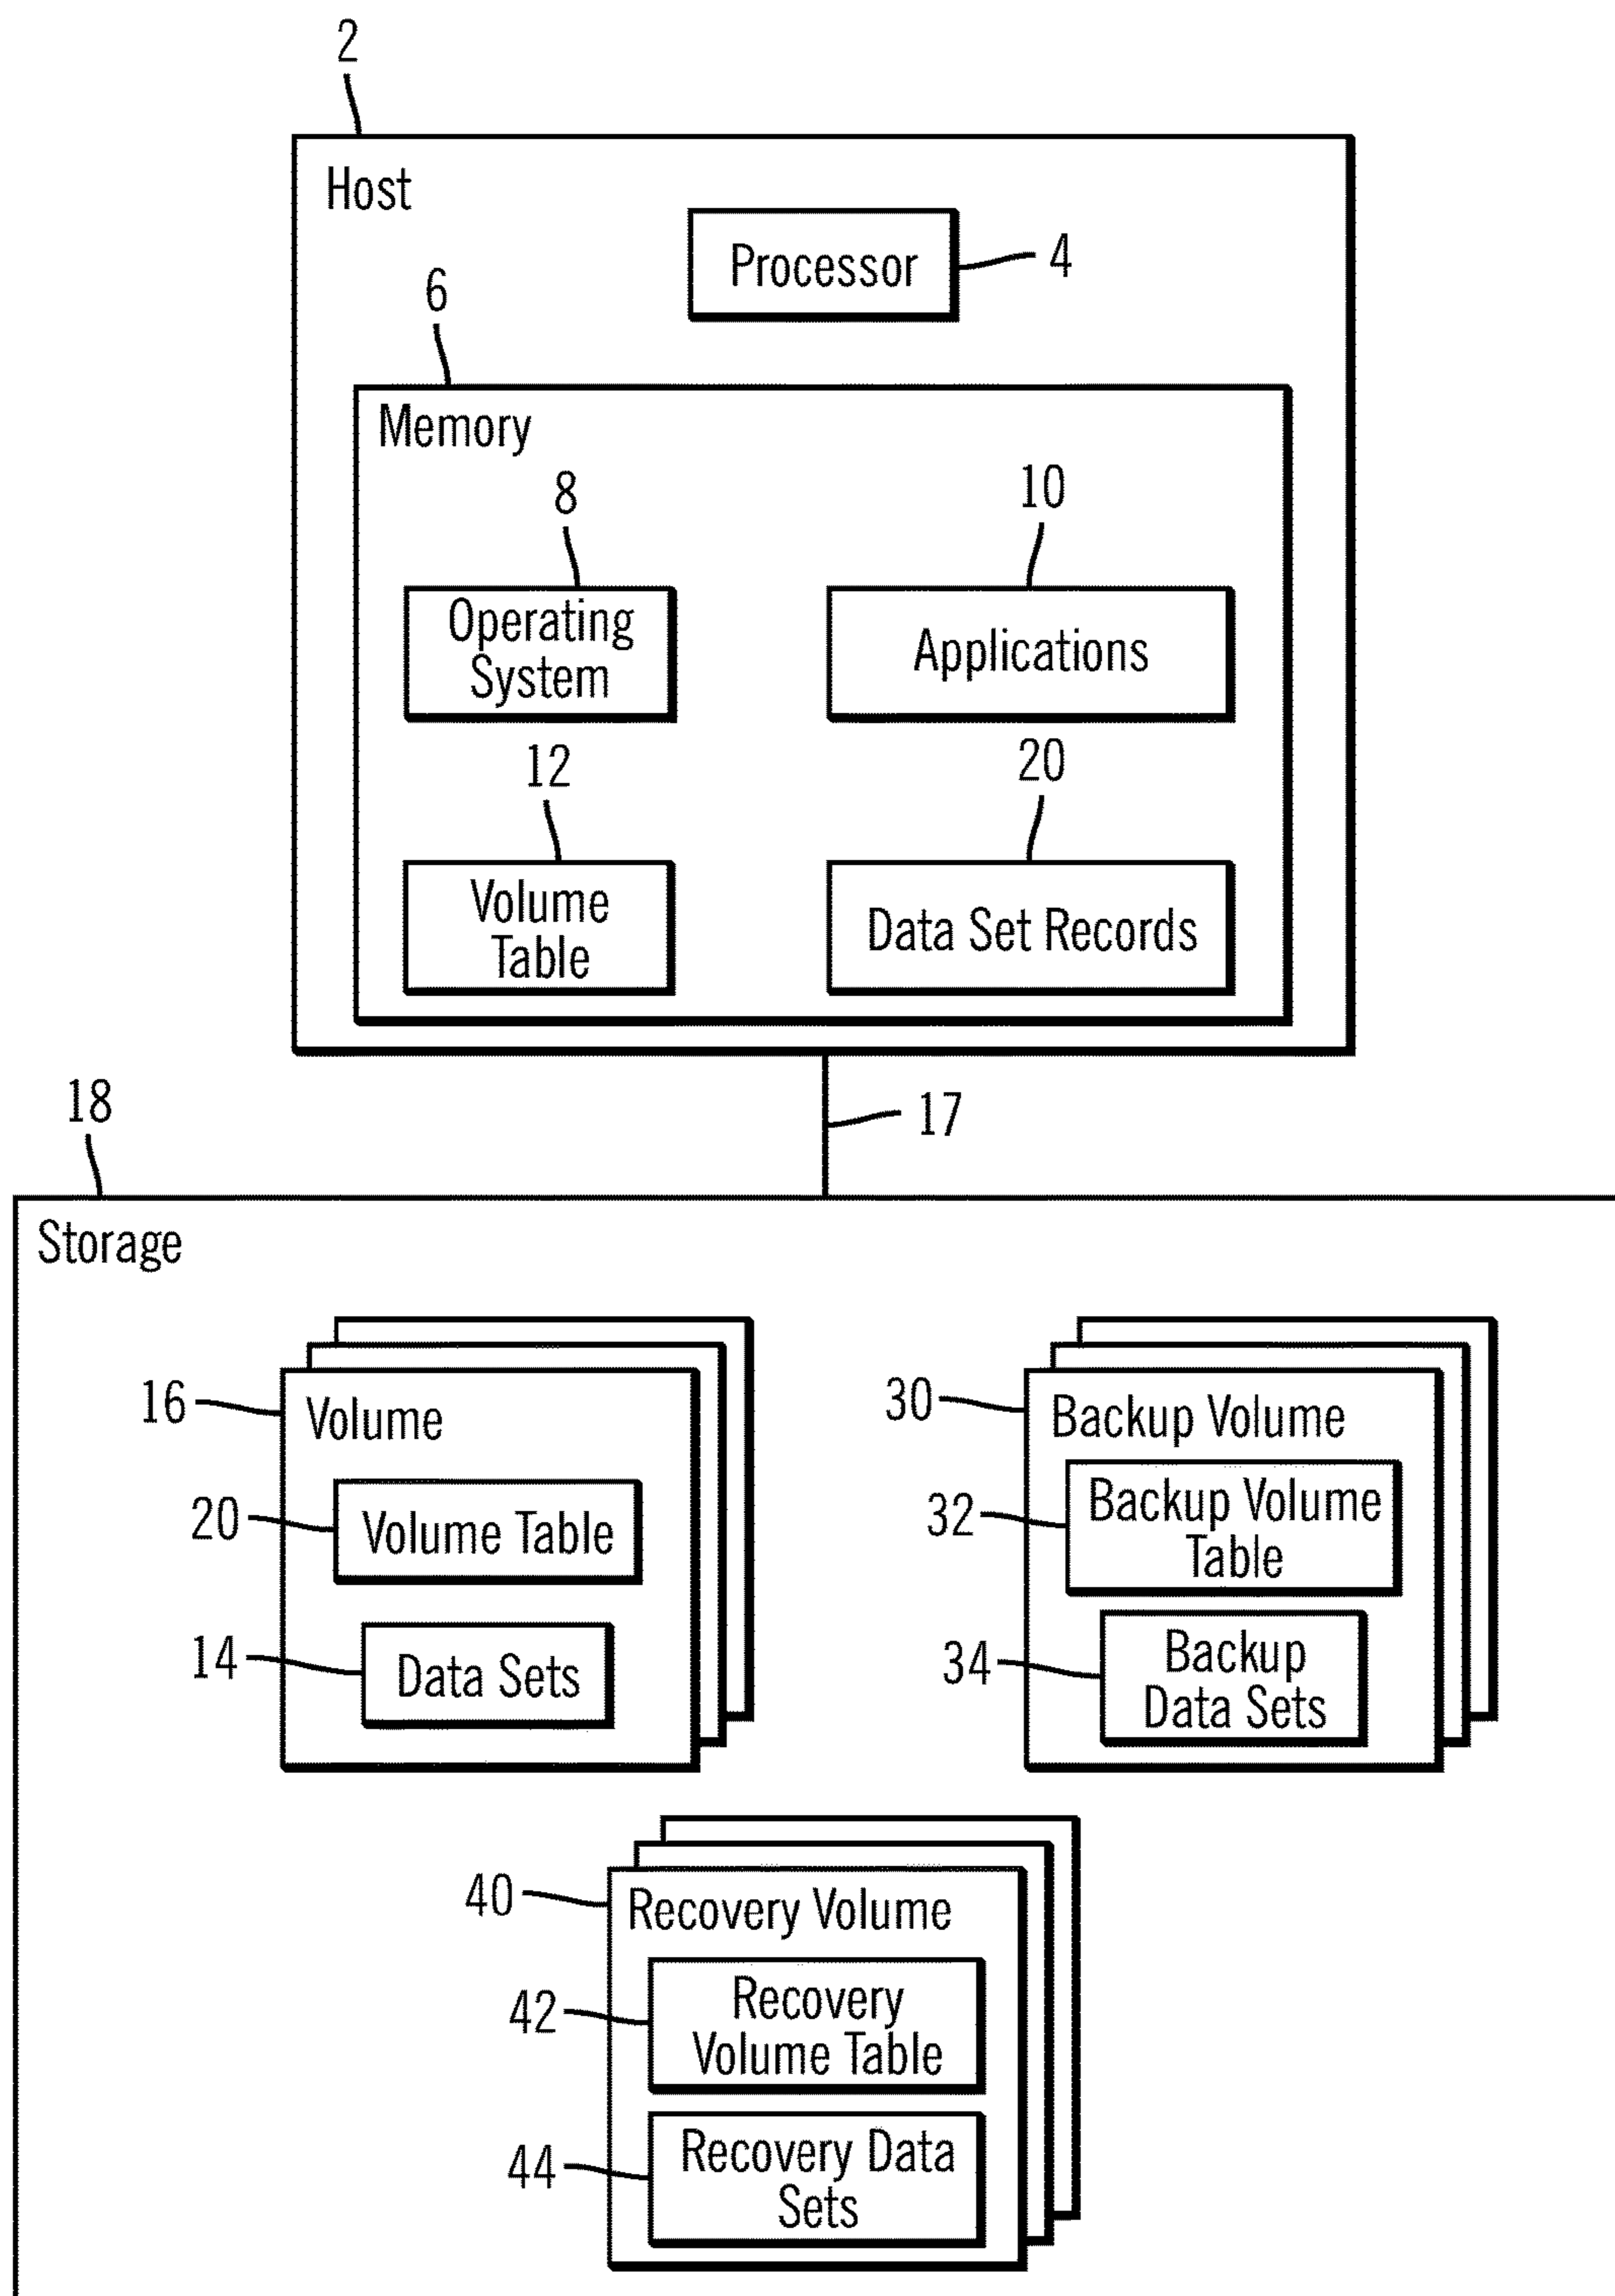 2
Host
Processor
4
6
Memory
8
10
Operating
System
Applications
12
20
Volume
Table
Data Set Records
18
17
Storage
16
Volume
20
Volume Table
14
Data Sets
30
Backup Volume
32
Backup Volume
Table
34
Backup
Data Sets
40
Recovery Volume
42
Recovery
Volume Table
44
Recovery Data
Sets